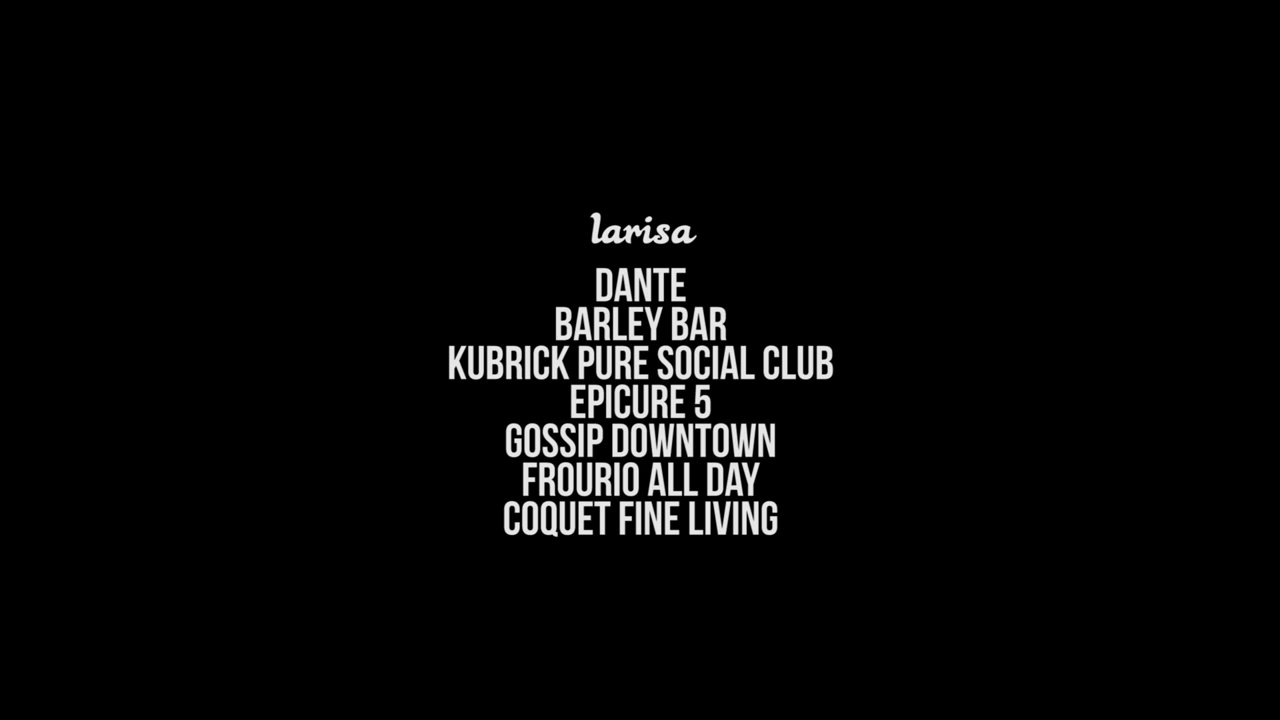 larisa
DANTE
BARLEY BAR
KUBRICK PURE SOCIAL CLUB
EPICURE 5
GOSSIP DOWNTOWN
FROURIO ALL DAY
COQUET FINE LIVING